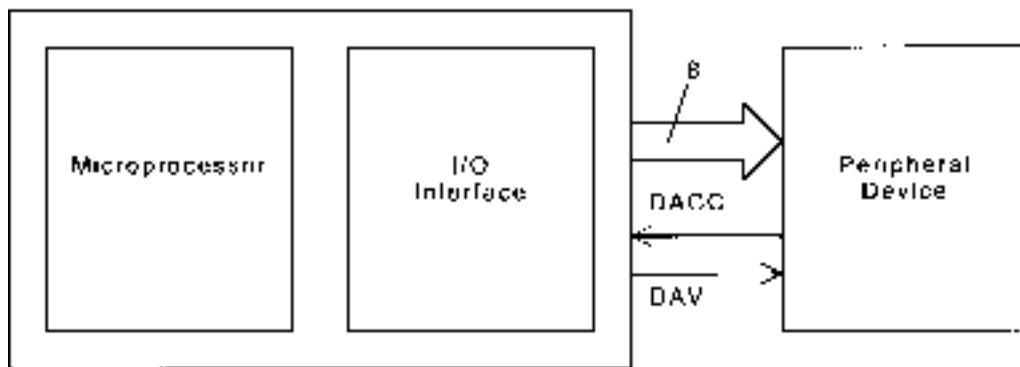 8
Microprocessor
I/O
Interface
Peripheral
Device
DACC
DAV